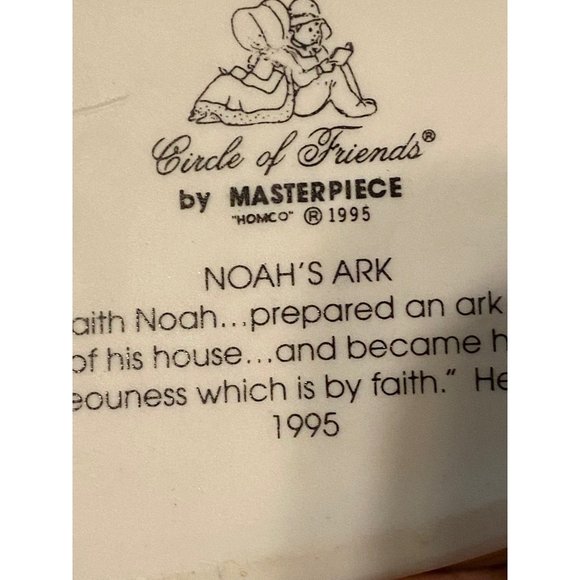 Circle of Friends®
by MASTERPIECE
"HOMCO" ® 1995
NOAH'S ARK
aith Noah...prepared an ark
of his house...and became h
eouness which is by faith." He
1995